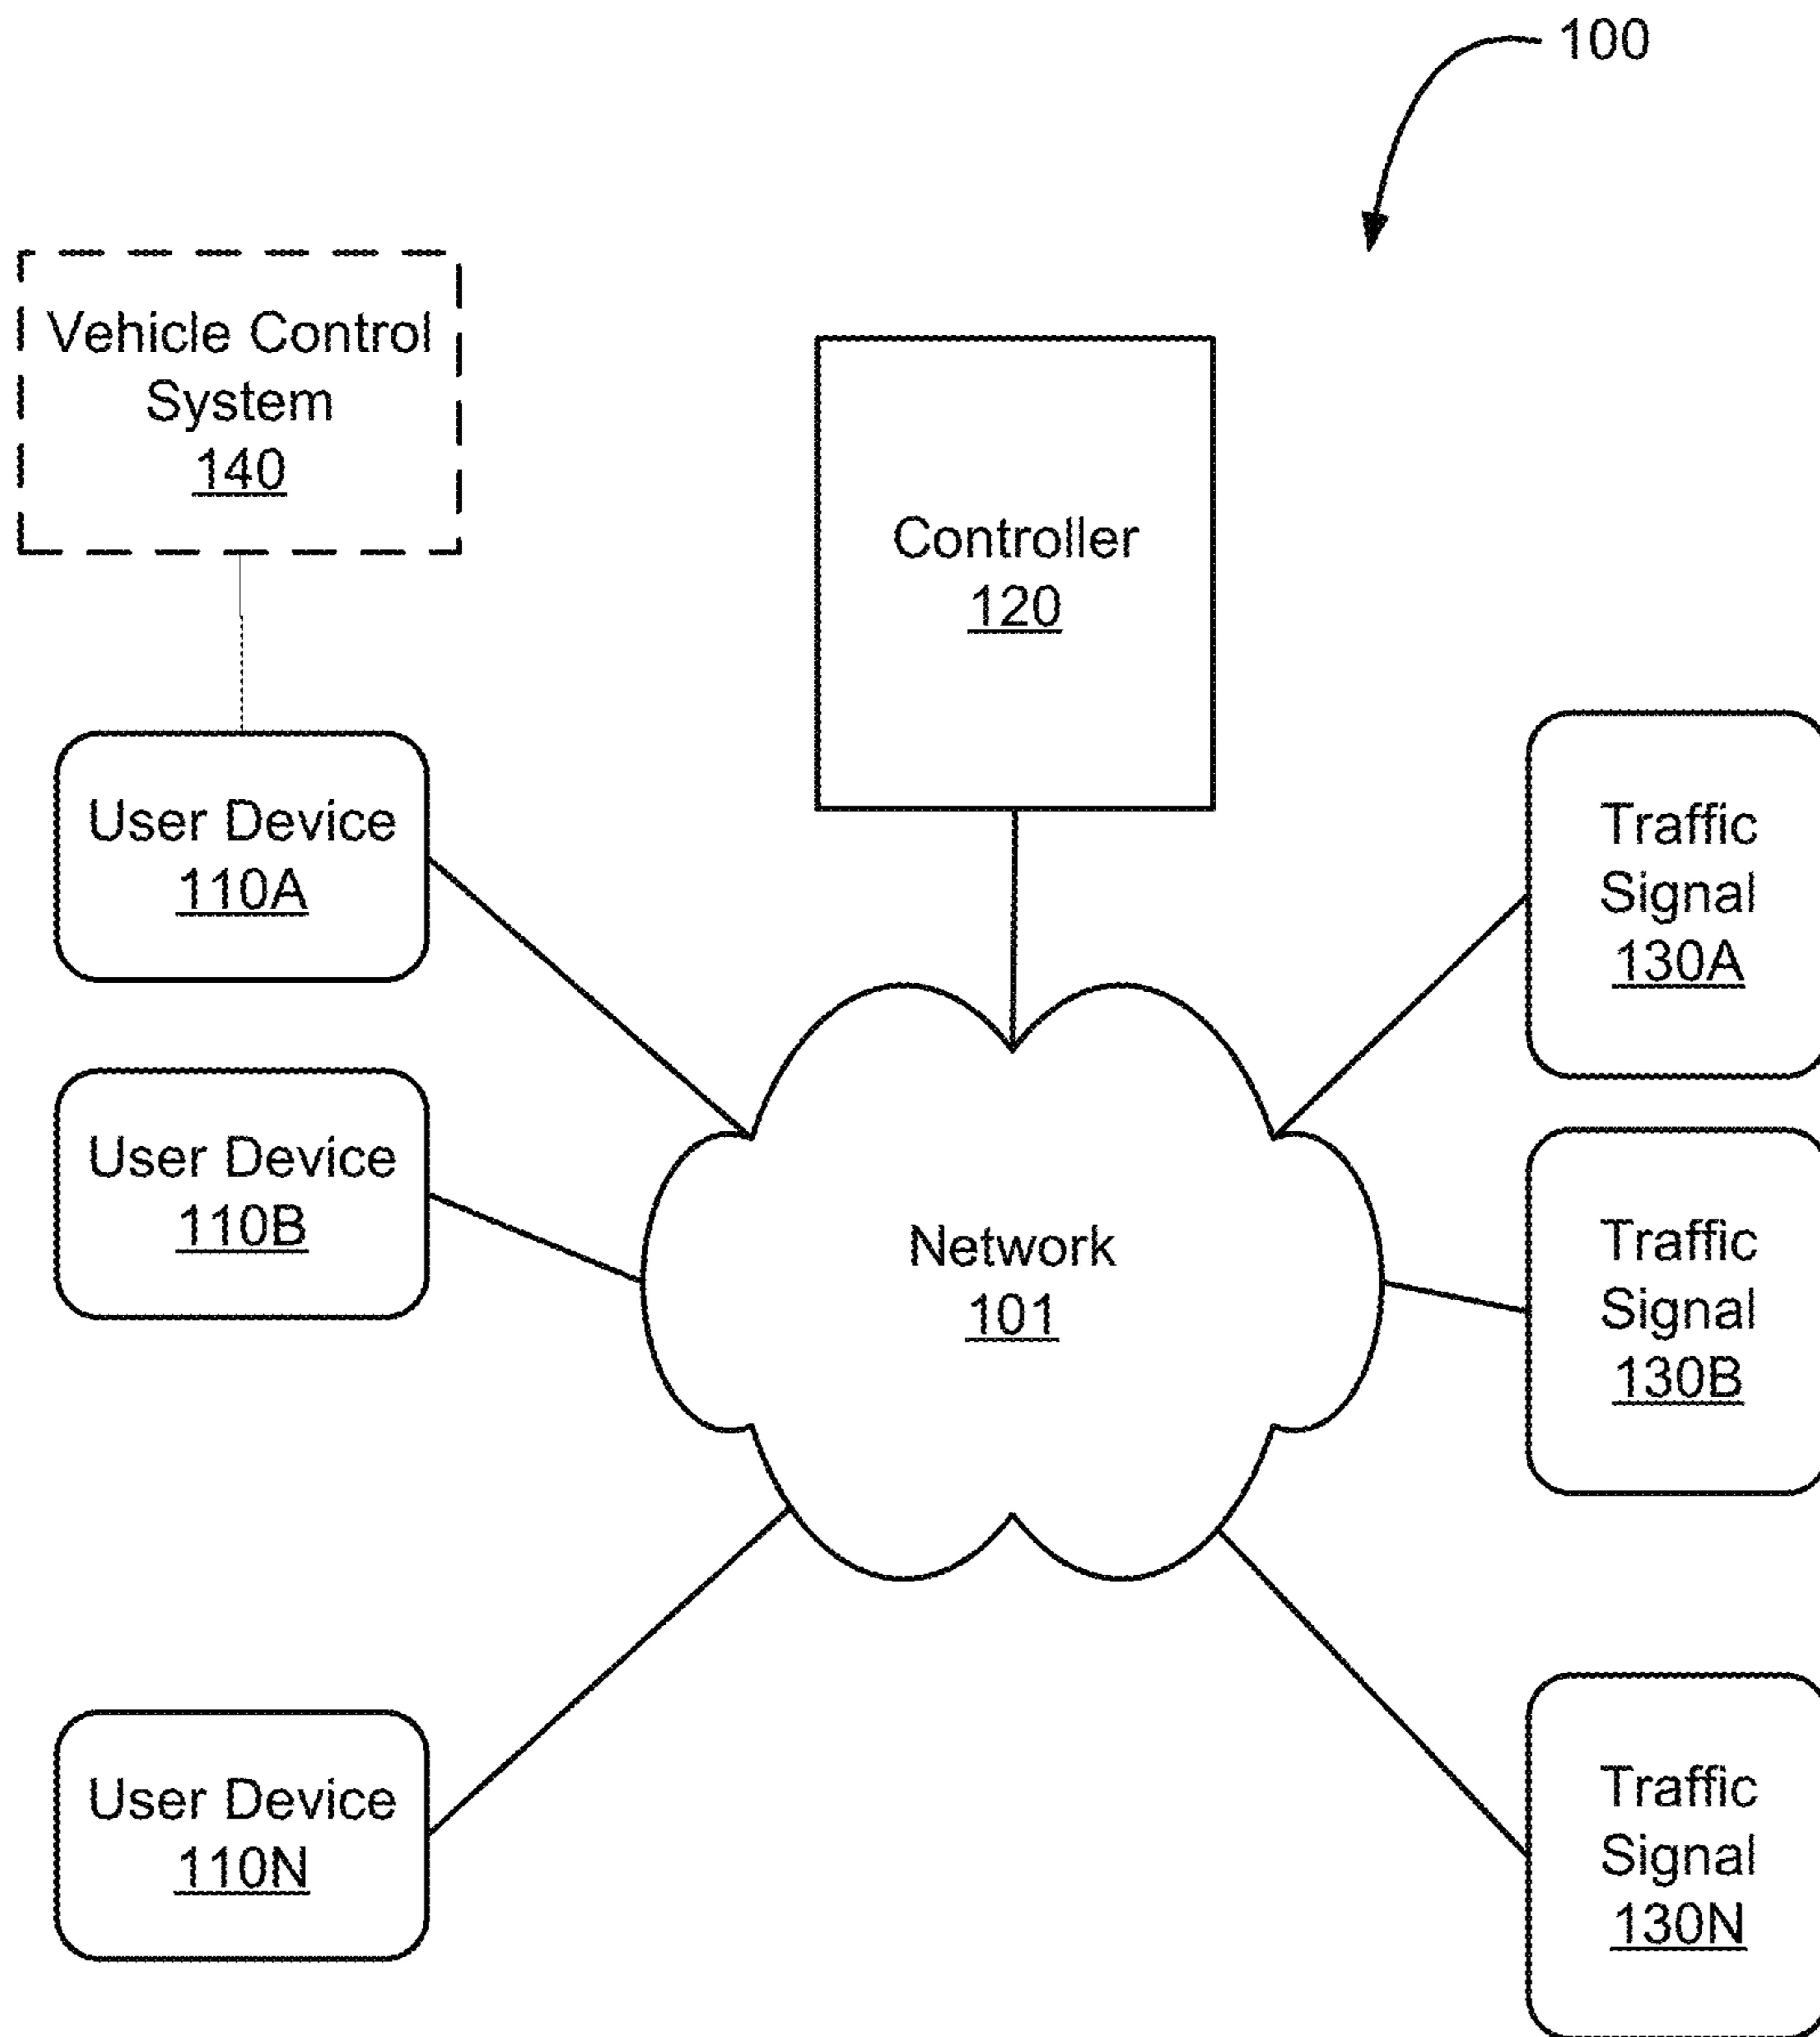 100
Vehicle Control
System
140
Controller
120
User Device
110A
Traffic
Signal
130A
User Device
110B
Network
101
Traffic
Signal
130B
User Device
110N
Traffic
Signal
130N